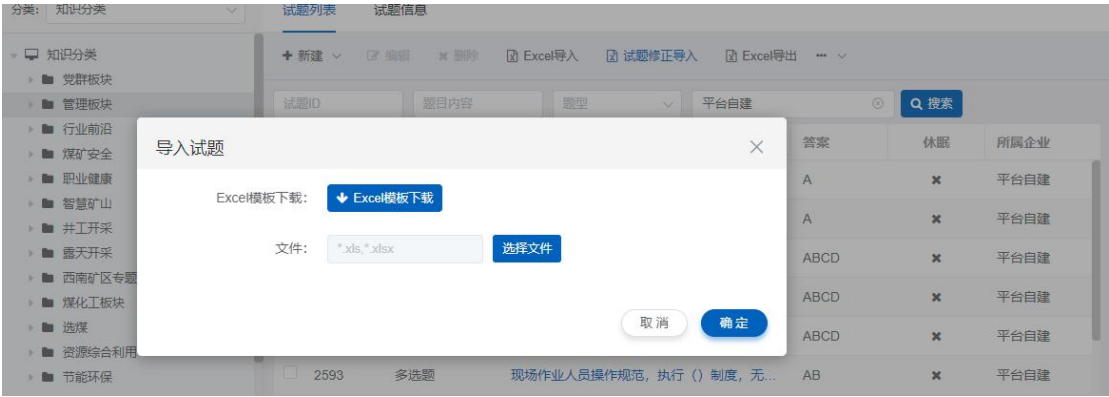 分类： 知识分类
试题列表 试题信息
知识分类
新建 编辑 删除 Excel导入 试题修正导入 Excel导出 ...
党群板块
管理板块
试题ID 题目内容 题型 平台自建 搜索
行业前沿
导入试题
答案 休眠 所属企业
煤矿安全
职业健康
Excel模板下载： Excel模板下载
A 平台自建
智慧矿山
井工开采
A 平台自建
文件： *.xls,*.xlsx 选择文件
露天开采
ABCD 平台自建
西南矿区专题
煤化工板块
ABCD 平台自建
选煤
取消 确定
ABCD 平台自建
资源综合利用
节能环保
2593 多选题 现场作业人员操作规范，执行（）制度，无... AB 平台自建